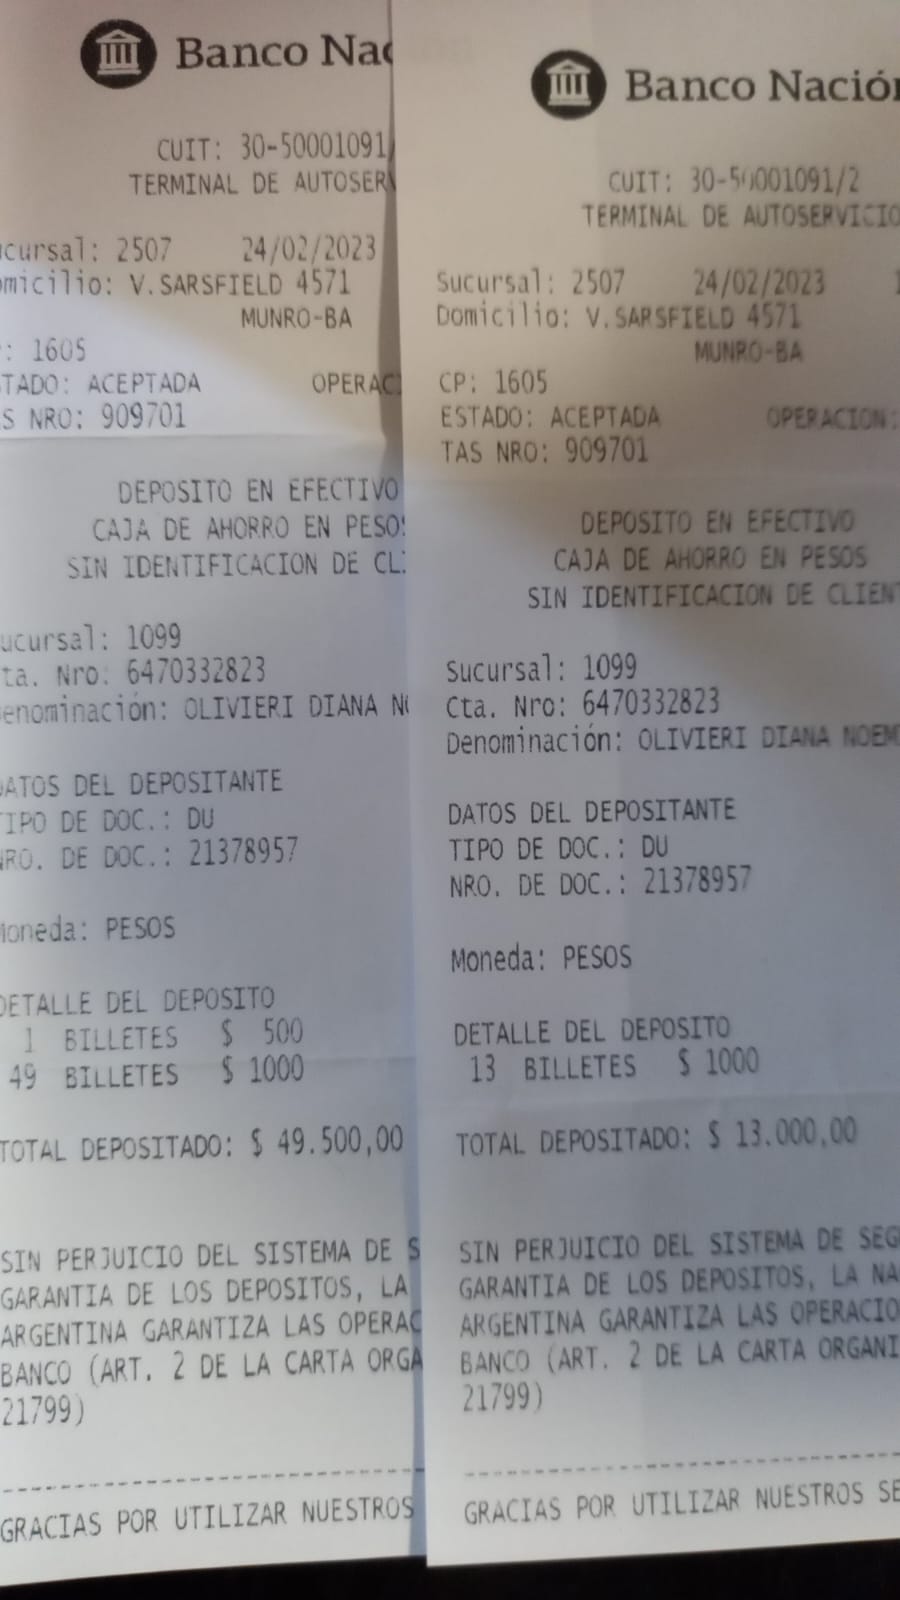 Banco Nac
CUIT: 30-50001091/
TERMINAL DE AUTOSERV
ucursal: 2507 24/02/2023
omicilio: V.SARSFIELD 4571
MUNRO-BA
: 1605
TADO: ACEPTADA OPERAC
S NRO: 909701
DEPOSITO EN EFECTIVO
CAJA DE AHORRO EN PESOS
SIN IDENTIFICACION DE CL
ucursal: 1099
ta. Nro: 6470332823
enominación: OLIVIERI DIANA NO
DATOS DEL DEPOSITANTE
TIPO DE DOC.: DU
NRO. DE DOC.: 21378957
Moneda: PESOS
DETALLE DEL DEPOSITO
1 BILLETES $ 500
49 BILLETES $ 1000
TOTAL DEPOSITADO: $ 49.500,00
SIN PERJUICIO DEL SISTEMA DE S
GARANTIA DE LOS DEPOSITOS, LA
ARGENTINA GARANTIZA LAS OPERAC
BANCO (ART. 2 DE LA CARTA ORGA
21799)
GRACIAS POR UTILIZAR NUESTROS
Banco Nación
CUIT: 30-50001091/2
TERMINAL DE AUTOSERVICIO
Sucursal: 2507 24/02/2023 1
Domicilio: V.SARSFIELD 4571
MUNRO-BA
CP: 1605
ESTADO: ACEPTADA OPERACION:
TAS NRO: 909701
DEPOSITO EN EFECTIVO
CAJA DE AHORRO EN PESOS
SIN IDENTIFICACION DE CLIENT
Sucursal: 1099
Cta. Nro: 6470332823
Denominación: OLIVIERI DIANA NOEM
DATOS DEL DEPOSITANTE
TIPO DE DOC.: DU
NRO. DE DOC.: 21378957
Moneda: PESOS
DETALLE DEL DEPOSITO
13 BILLETES $ 1000
TOTAL DEPOSITADO: $ 13.000,00
SIN PERJUICIO DEL SISTEMA DE SEG
GARANTIA DE LOS DEPOSITOS, LA NA
ARGENTINA GARANTIZA LAS OPERACIO
BANCO (ART. 2 DE LA CARTA ORGANI
21799)
GRACIAS POR UTILIZAR NUESTROS SE